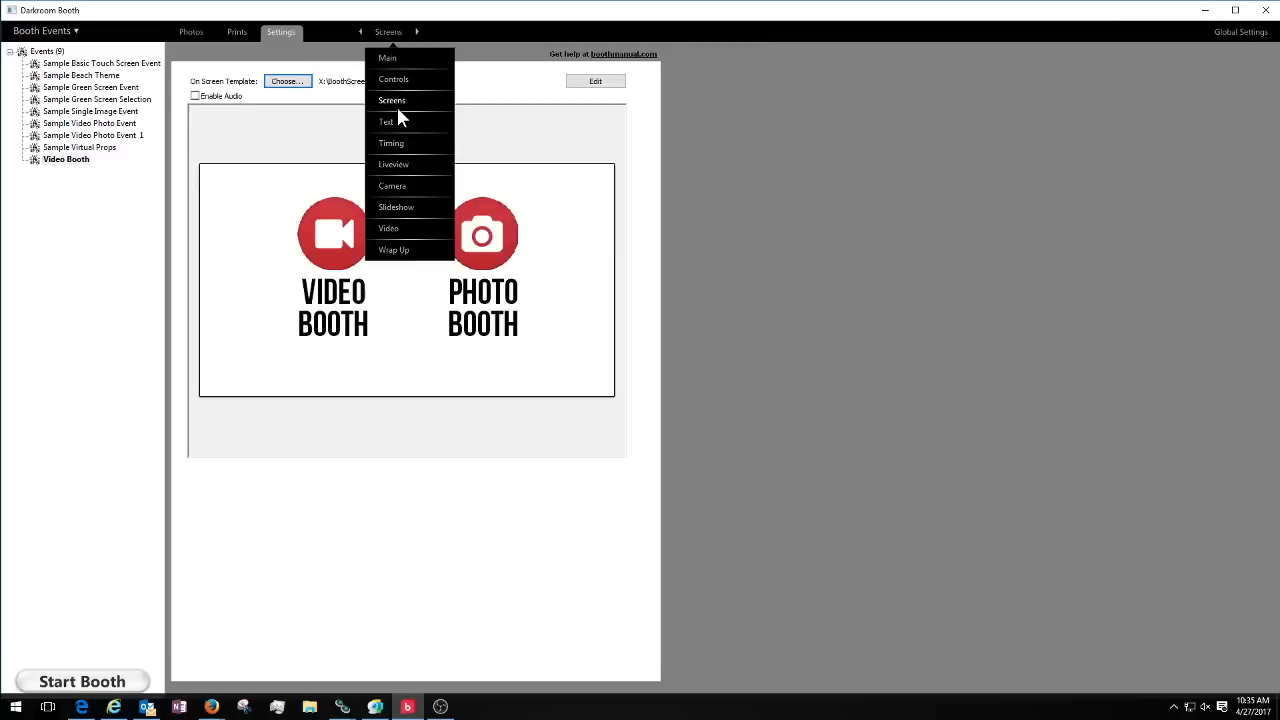 Darkroom Booth
Booth Events ▾
Photos
Prints
Settings
Screens
Global Settings
Events (9)
Sample Basic Touch Screen Event
Sample Beach Theme
Sample Green Screen Event
Sample Green Screen Selection
Sample Single Image Event
Sample Video Photo Event
Sample Video Photo Event 1
Sample Virtual Props
Video Booth
Get help at boothmanual.com
On Screen Template:
Choose...
X:\BoothScree
Edit
Enable Audio
Main
Controls
Screens
Text
Timing
Liveview
Camera
Slideshow
Video
Wrap Up
VIDEO
BOOTH
PHOTO
BOOTH
Start Booth
10:35 AM
4/27/2017